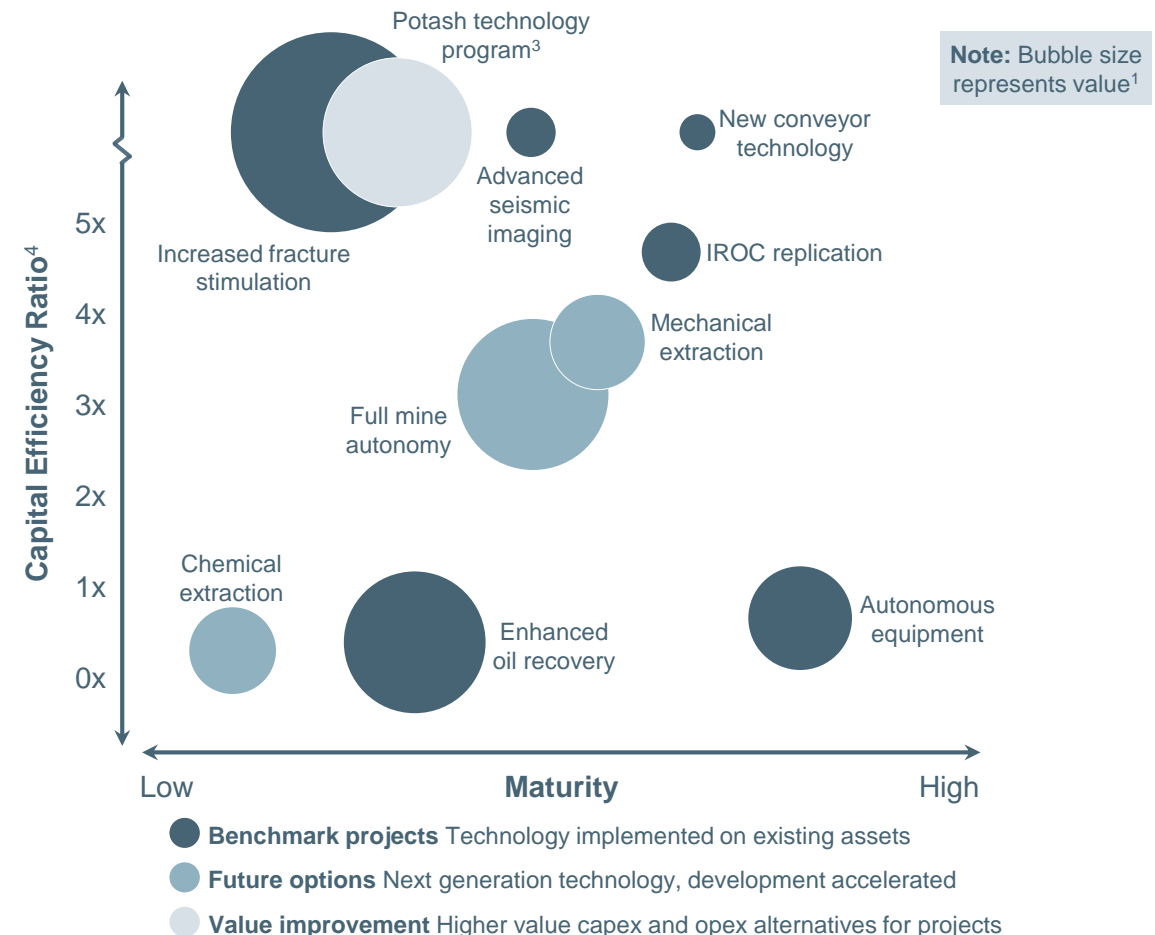 Potash technology
program³
Note: Bubble size
represents value¹
New conveyor
technology
Advanced
seismic
imaging
5x
Increased fracture
stimulation
IROC replication
4x
Mechanical
extraction
3x
Full mine
autonomy
2x
Capital Efficiency Ratio⁴
Chemical
extraction
1x
Enhanced
oil recovery
Autonomous
equipment
0x
Low
Maturity
High
Benchmark projects Technology implemented on existing assets
Future options Next generation technology, development accelerated
Value improvement Higher value capex and opex alternatives for projects